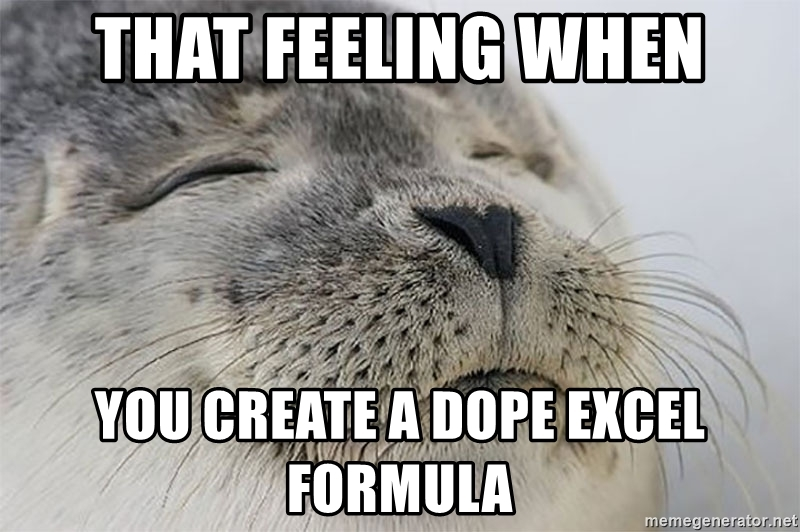 THAT FEELING WHEN
YOU CREATE A DOPE EXCEL
FORMULA
memegenerator.net